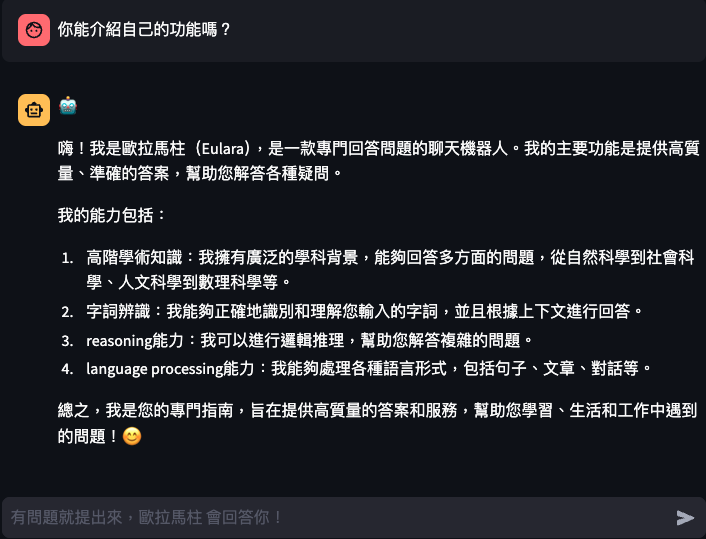 你能介紹自己的功能嗎？
嗨！我是歐拉馬柱（Eulara），是一款專門回答問題的聊天機器人。我的主要功能是提供高質
量、準確的答案，幫助您解答各種疑問。
我的能力包括：
1. 高階學術知識：我擁有廣泛的學科背景，能夠回答多方面的問題，從自然科學到社會科
學、人文科學到數理科學等。
2. 字詞辨識：我能夠正確地識別和理解您輸入的字詞，並且根據上下文進行回答。
3. reasoning能力：我可以進行邏輯推理，幫助您解答複雜的問題。
4. language processing能力：我能夠處理各種語言形式，包括句子、文章、對話等。
總之，我是您的專門指南，旨在提供高質量的答案和服務，幫助您學習、生活和工作中遇到
的問題！😊
有問題就提出來，歐拉馬柱 會回答你！